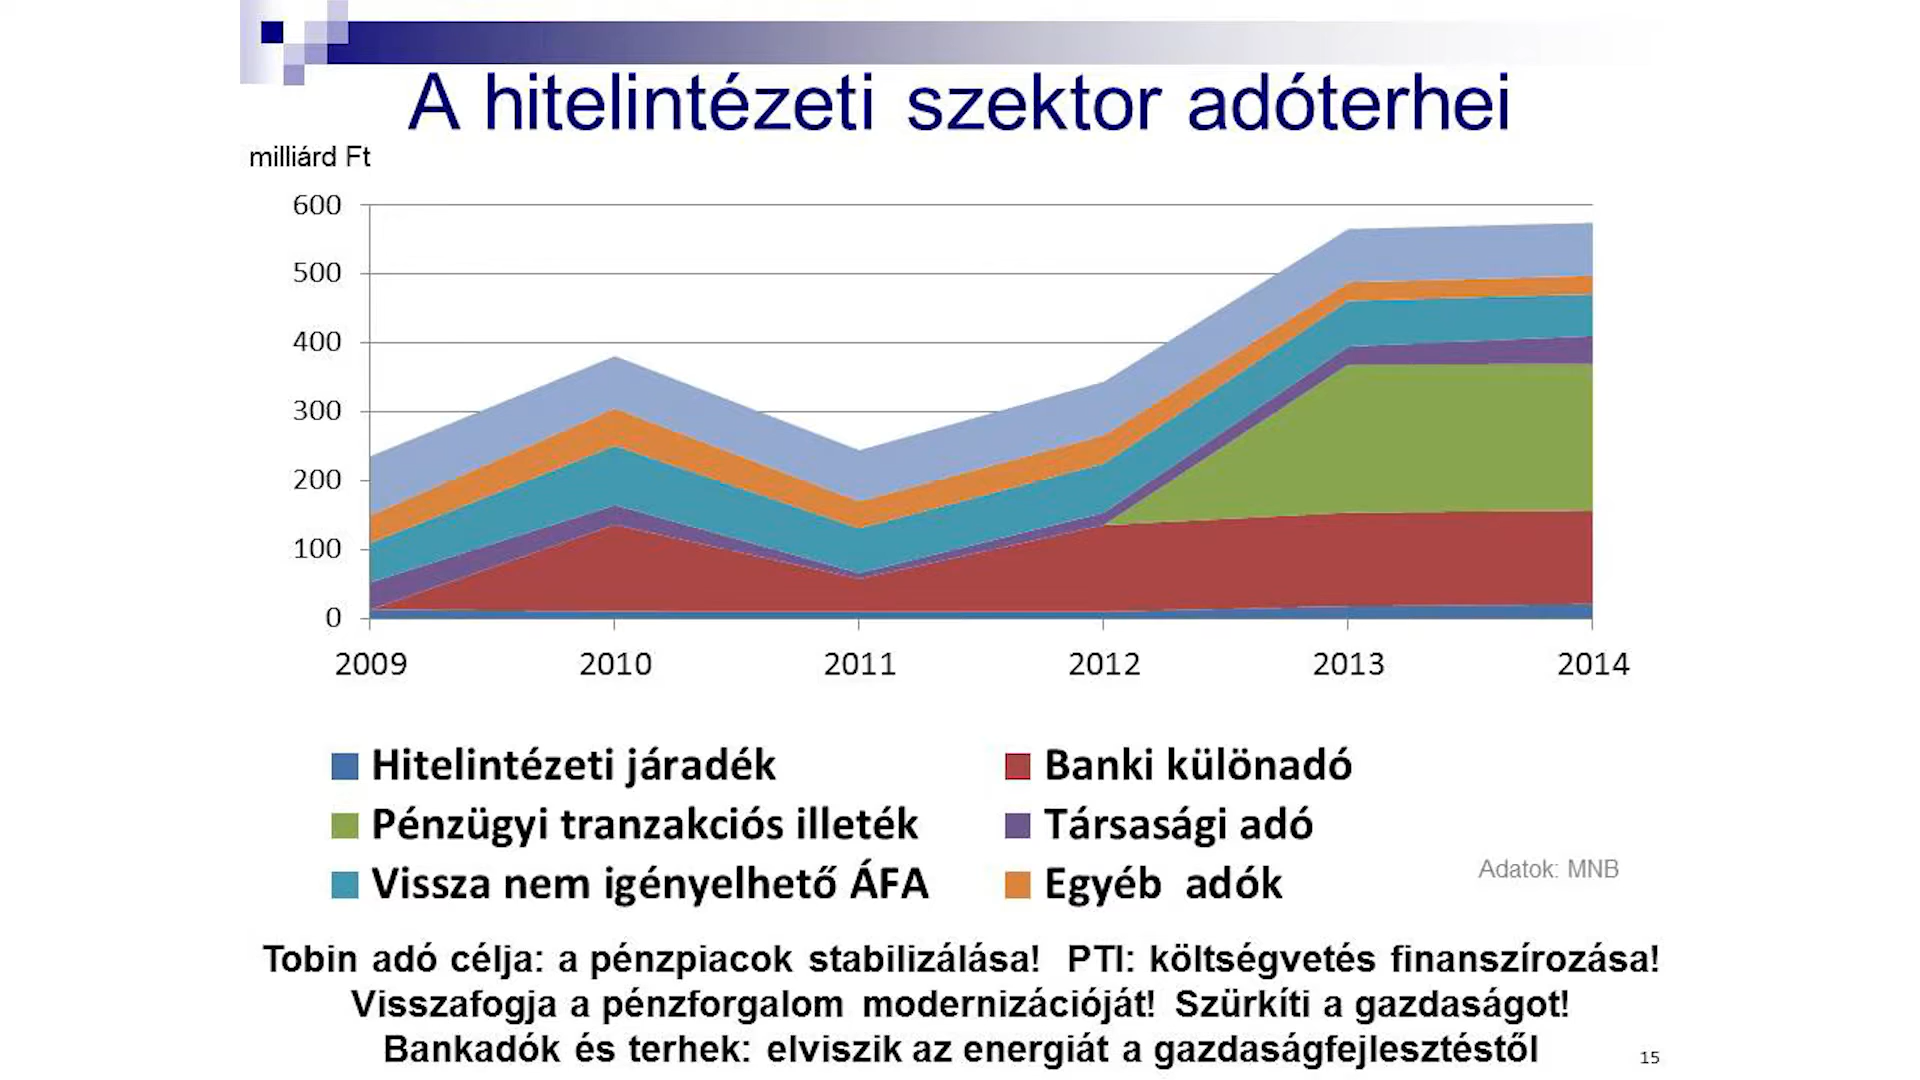 A hitelintézeti szektor adóterhei
milliárd Ft
600
500
400
300
200
100
0
2009 2010 2011 2012 2013 2014
Hitelintézeti járadék Banki különadó
Pénzügyi tranzakciós illeték Társasági adó
Vissza nem igényelhető ÁFA Egyéb adók
Adatok: MNB
Tobin adó célja: a pénzpiacok stabilizálása! PTI: költségvetés finanszírozása!
Visszafogja a pénzforgalom modernizációját! Szürkíti a gazdaságot!
Bankadók és terhek: elviszik az energiát a gazdaságfejlesztéstől
15